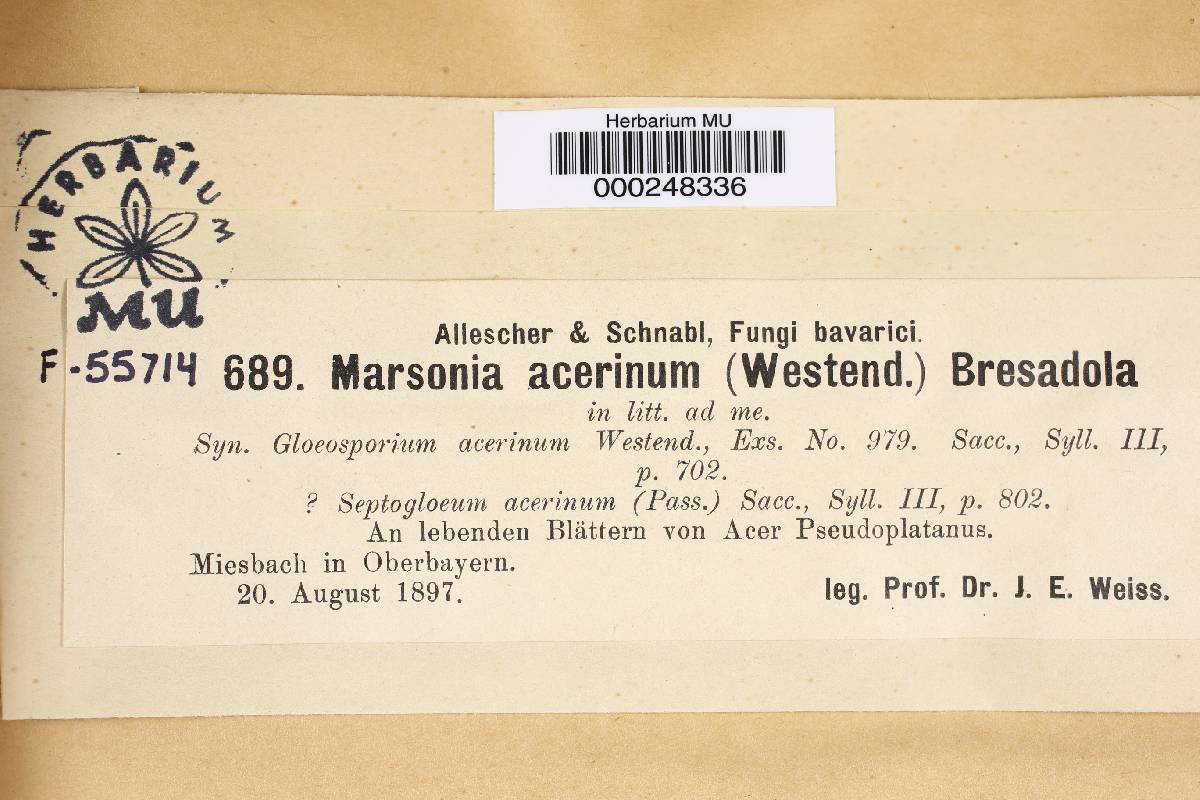 Herbarium MU
000248336
HERBARIUM
MU
F-55714
Allescher & Schnabl, Fungi bavarici.
689. Marsonia acerinum (Westend.) Bresadola
in litt. ad me.
Syn. Gloeosporium acerinum Westend., Exs. No. 979. Sacc., Syll. III,
p. 702.
? Septogloeum acerinum (Pass.) Sacc., Syll. III, p. 802.
An lebenden Blättern von Acer Pseudoplatanus.
Miesbach in Oberbayern.
20. August 1897.
leg. Prof. Dr. J. E. Weiss.